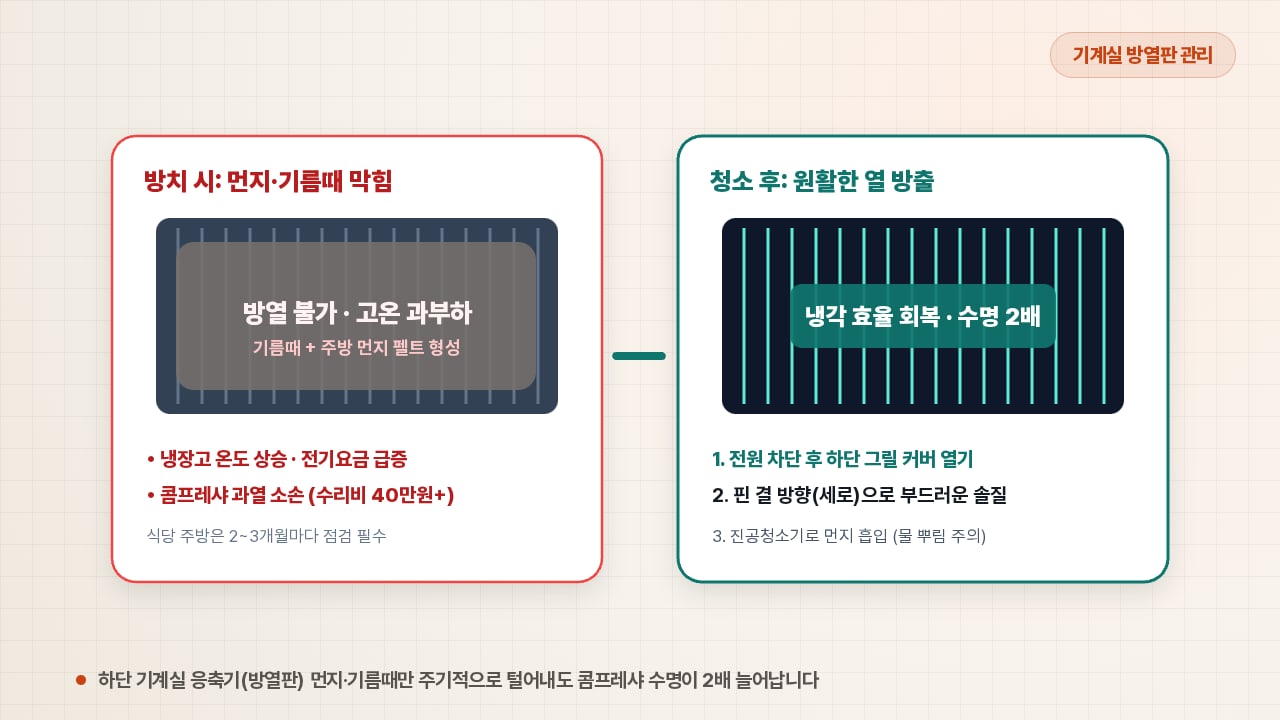 기계실 방열판 관리
방치 시: 먼지·기름때 막힘
방열 불가 · 고온 과부하
기름때 + 주방 먼지 펠트 형성
• 냉장고 온도 상승 · 전기요금 급증
• 콤프레샤 과열 소손 (수리비 40만원+)
식당 주방은 2~3개월마다 점검 필수
청소 후: 원활한 열 방출
냉각 효율 회복 · 수명 2배
1. 전원 차단 후 하단 그릴 커버 열기
2. 핀 결 방향(세로)으로 부드러운 솔질
3. 진공청소기로 먼지 흡입 (물 뿌림 주의)
하단 기계실 응축기(방열판) 먼지·기름때만 주기적으로 털어내도 콤프레샤 수명이 2배 늘어납니다